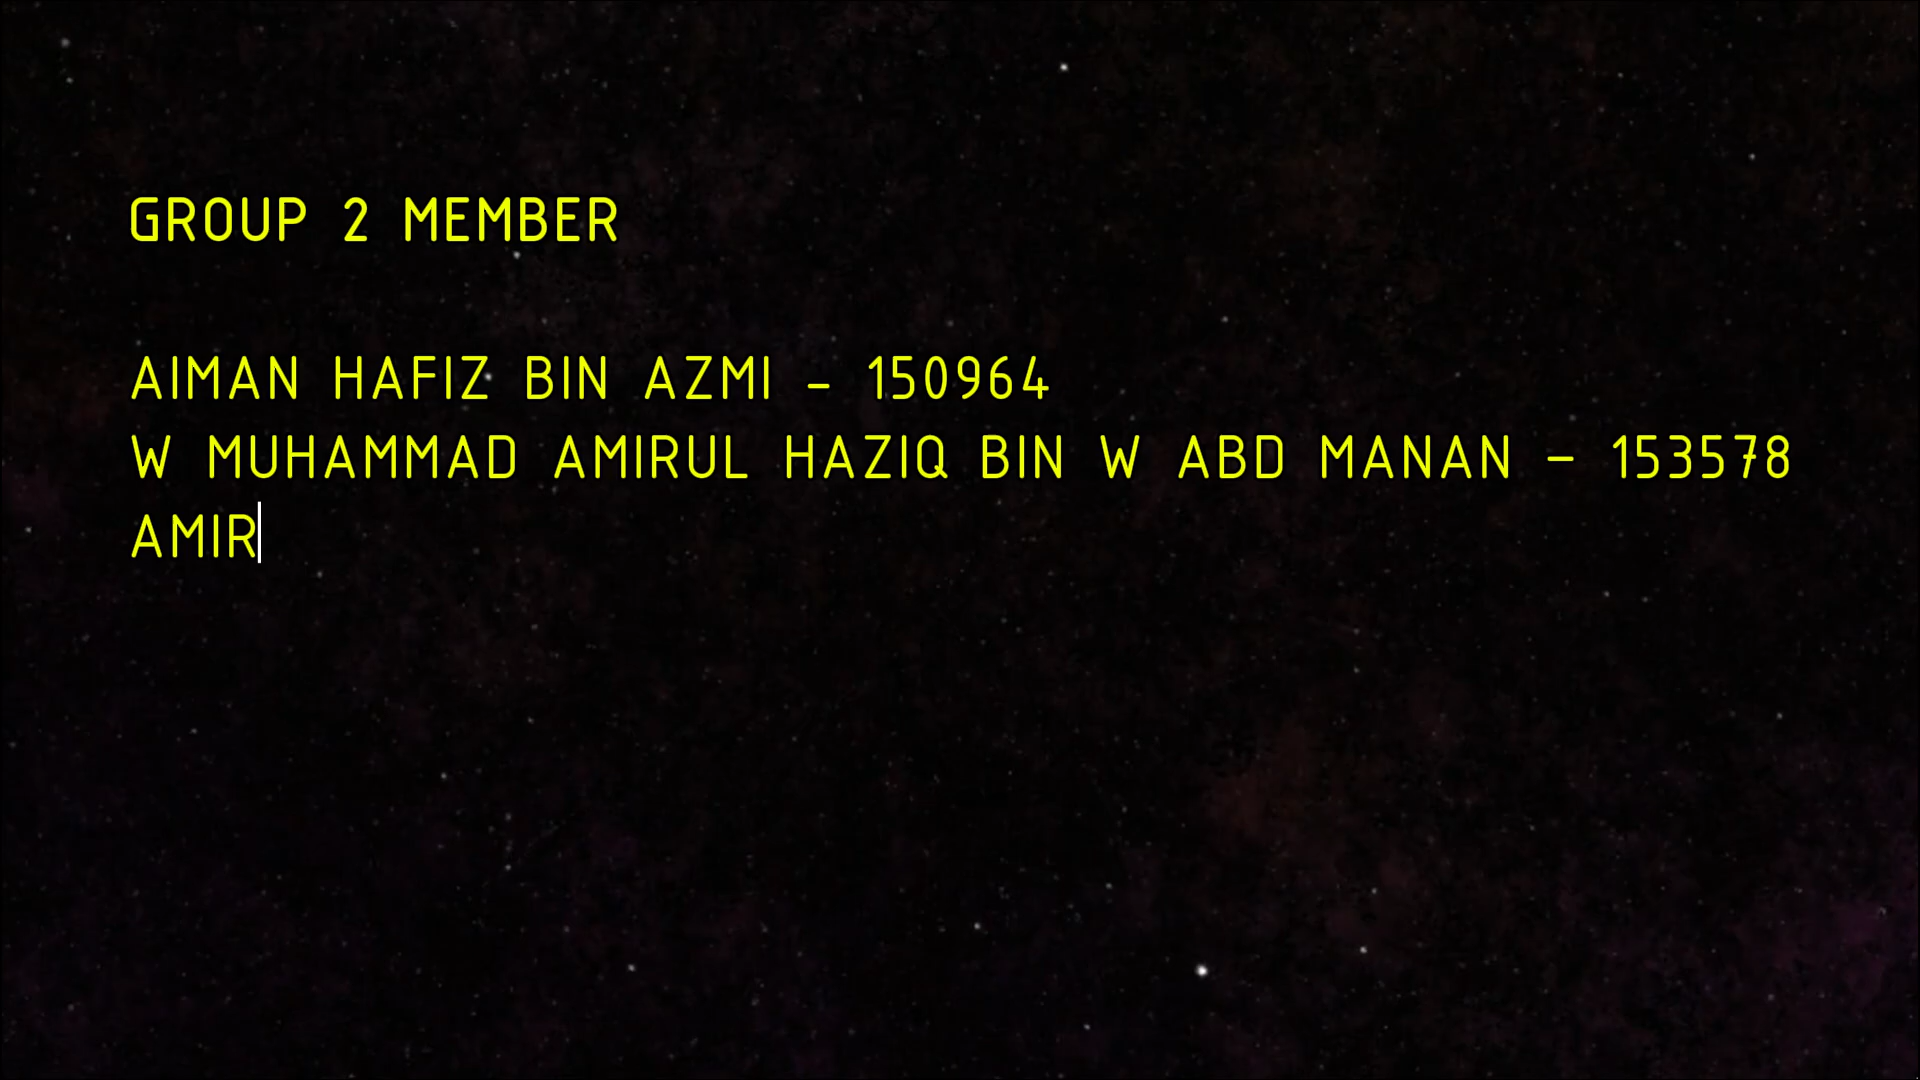 GROUP 2 MEMBER
AIMAN HAFIZ BIN AZMI – 150964
W MUHAMMAD AMIRUL HAZIQ BIN W ABD MANAN – 153578
AMIR